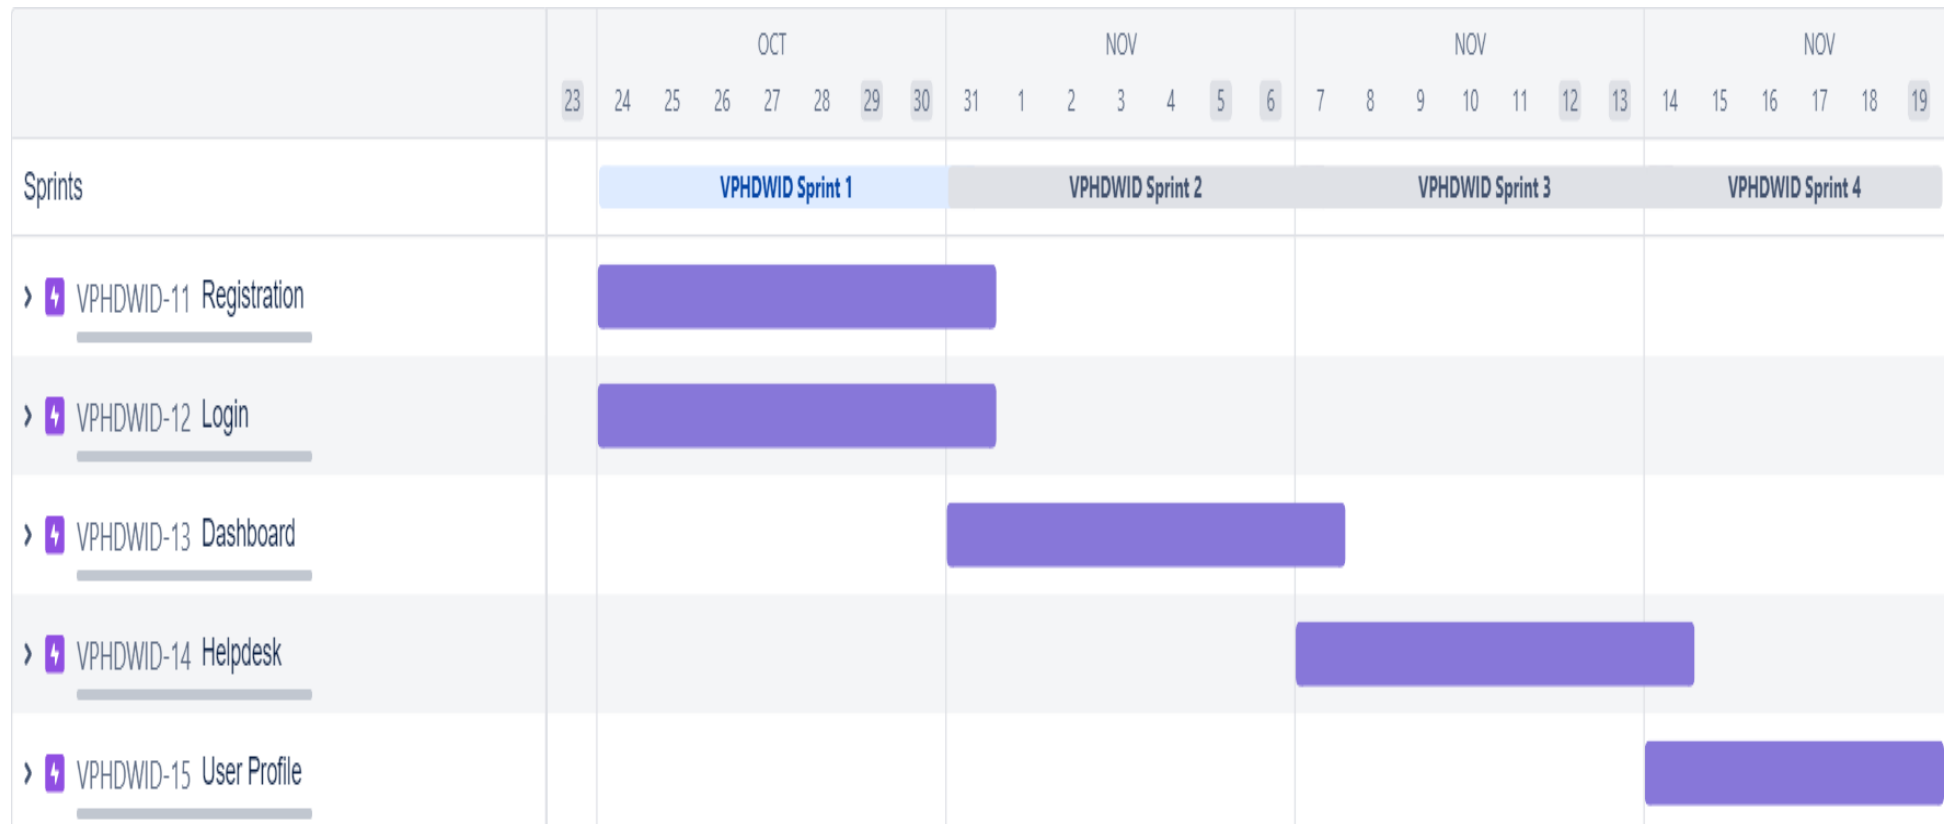 OCT NOV NOV NOV
23 24 25 26 27 28 29 30 31 1 2 3 4 5 6 7 8 9 10 11 12 13 14 15 16 17 18 19
Sprints VPHDWID Sprint 1 VPHDWID Sprint 2 VPHDWID Sprint 3 VPHDWID Sprint 4
VPHDWID-11 Registration
VPHDWID-12 Login
VPHDWID-13 Dashboard
VPHDWID-14 Helpdesk
VPHDWID-15 User Profile